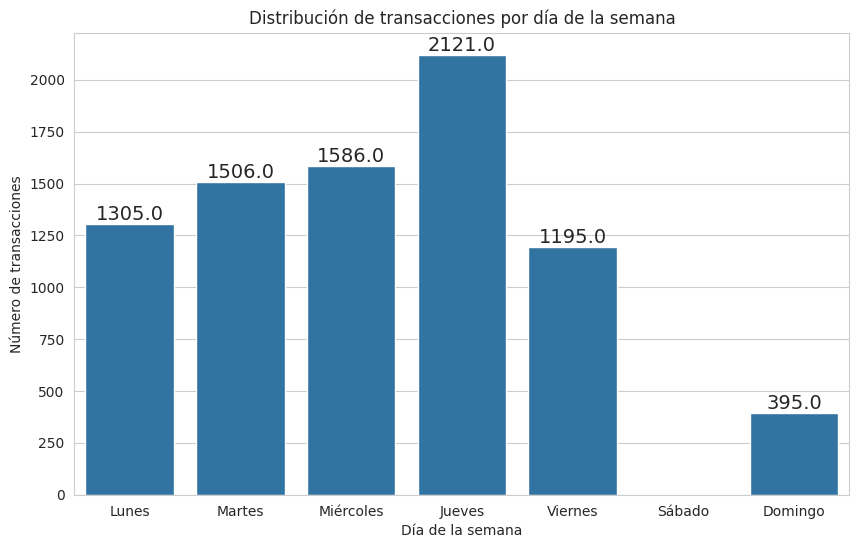 Distribución de transacciones por día de la semana
2121.0
1586.0
1506.0
1305.0
1195.0
395.0
Número de transacciones
2000
1750
1500
1250
1000
750
500
250
0
Lunes
Martes
Miércoles
Jueves
Viernes
Sábado
Domingo
Día de la semana